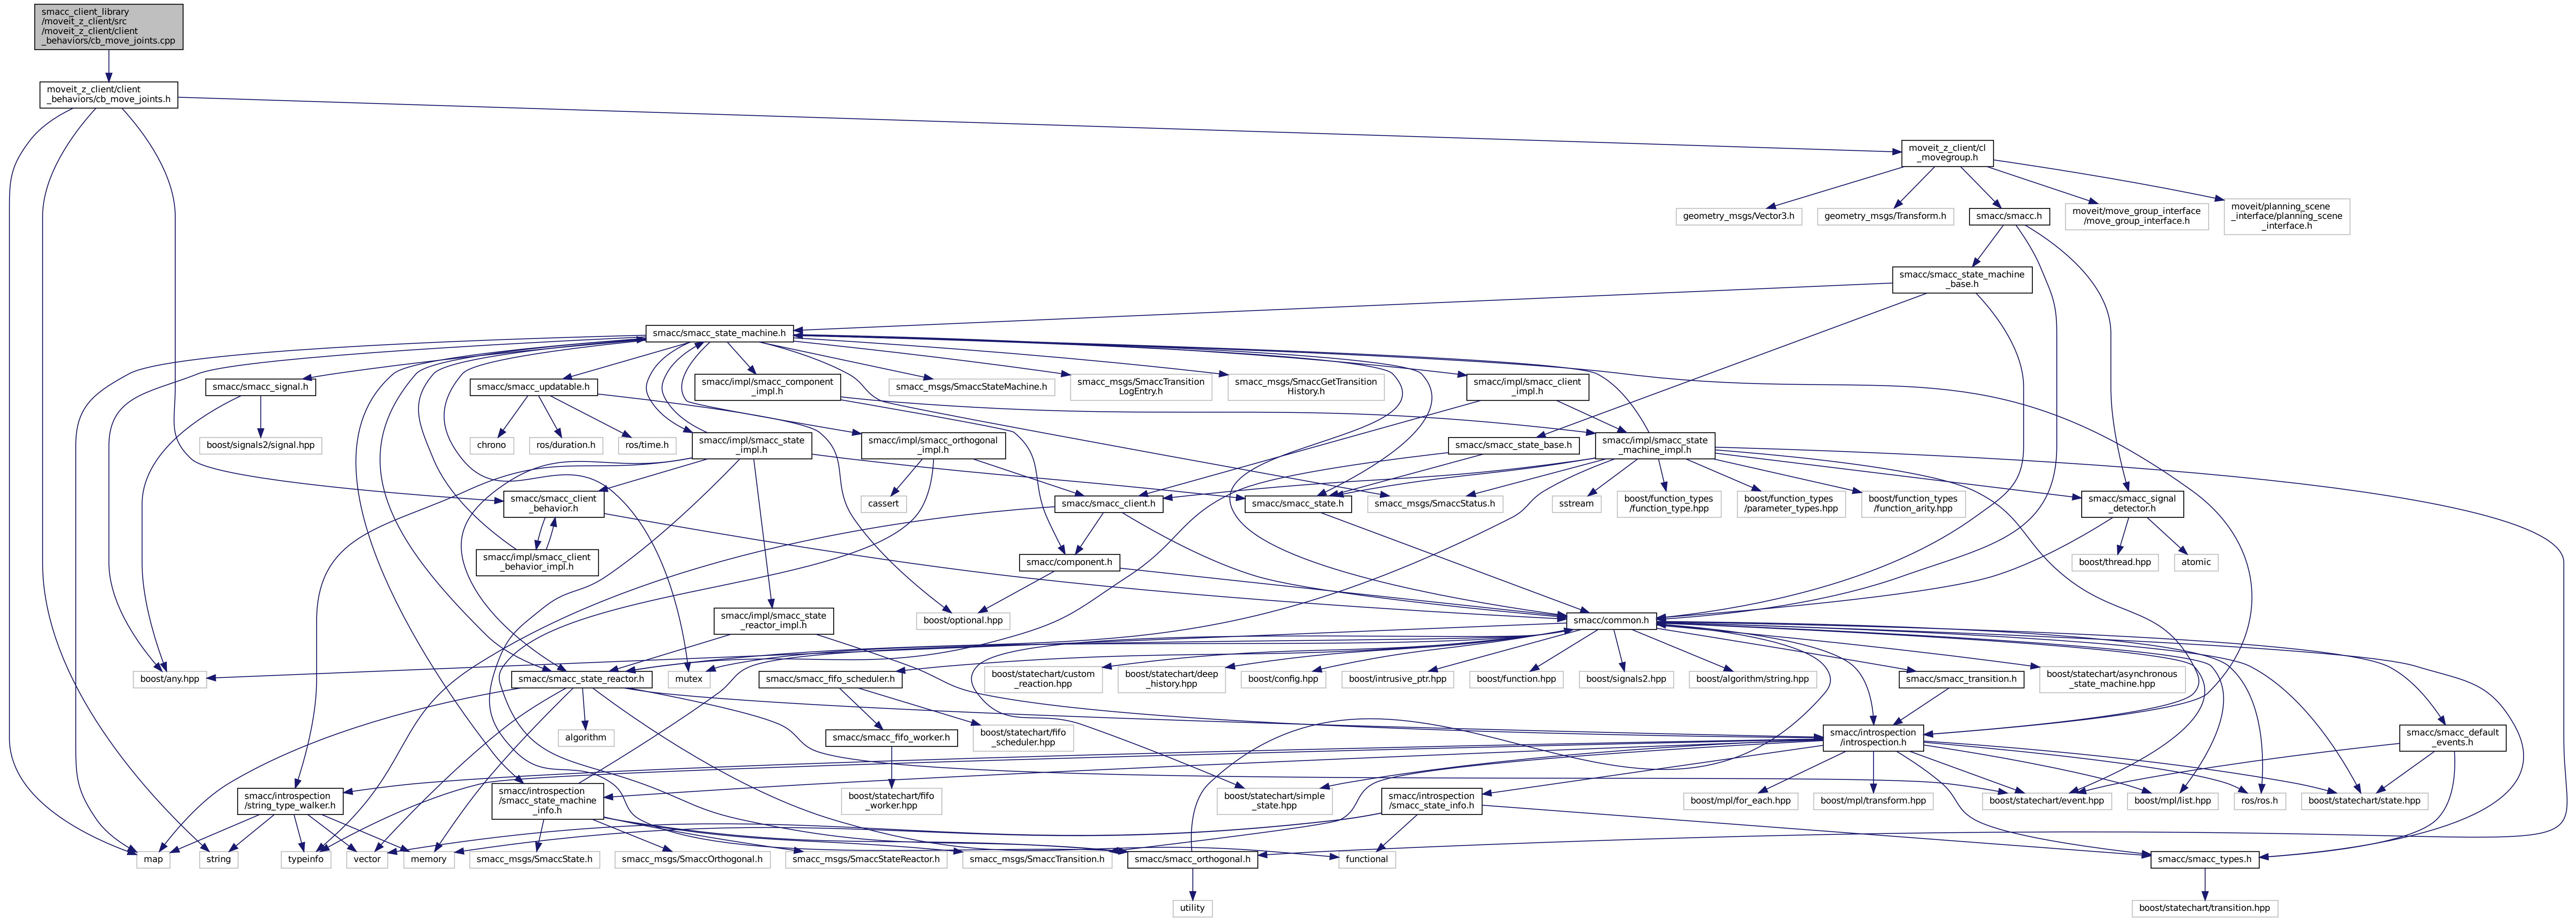 smacc_client_library
/moveit_z_client/src
/moveit_z_client/client
_behaviors/cb_move_joints.cpp
moveit_z_client/client
_behaviors/cb_move_joints.h
moveit_z_client/cl
_movegroup.h
geometry_msgs/Vector3.h
geometry_msgs/Transform.h
smacc/smacc.h
moveit/move_group_interface
/move_group_interface.h
moveit/planning_scene
_interface/planning_scene
_interface.h
smacc/smacc_state_machine
_base.h
smacc/smacc_state_machine.h
smacc/smacc_signal.h
smacc/smacc_updatable.h
smacc/impl/smacc_component
_impl.h
smacc_msgs/SmaccStateMachine.h
smacc_msgs/SmaccTransition
LogEntry.h
smacc_msgs/SmaccGetTransition
History.h
smacc/impl/smacc_client
_impl.h
boost/signals2/signal.hpp
chrono
ros/duration.h
ros/time.h
smacc/impl/smacc_state
_impl.h
smacc/impl/smacc_orthogonal
_impl.h
smacc/smacc_state_base.h
smacc/impl/smacc_state
_machine_impl.h
smacc/smacc_client
_behavior.h
cassert
smacc/smacc_client.h
smacc/smacc_state.h
smacc_msgs/SmaccStatus.h
sstream
boost/function_types
/function_type.hpp
boost/function_types
/parameter_types.hpp
boost/function_types
/function_arity.hpp
smacc/smacc_signal
_detector.h
smacc/impl/smacc_client
_behavior_impl.h
smacc/component.h
boost/thread.hpp
atomic
smacc/impl/smacc_state
_reactor_impl.h
boost/optional.hpp
smacc/common.h
boost/any.hpp
smacc/smacc_state_reactor.h
mutex
smacc/smacc_fifo_scheduler.h
boost/statechart/custom
_reaction.hpp
boost/statechart/deep
_history.hpp
boost/config.hpp
boost/intrusive_ptr.hpp
boost/function.hpp
boost/signals2.hpp
boost/algorithm/string.hpp
smacc/smacc_transition.h
boost/statechart/asynchronous
_state_machine.hpp
algorithm
smacc/smacc_fifo_worker.h
boost/statechart/fifo
_scheduler.hpp
smacc/introspection
/introspection.h
smacc/smacc_default
_events.h
smacc/introspection
/string_type_walker.h
smacc/introspection
/smacc_state_machine
_info.h
boost/statechart/fifo
_worker.hpp
boost/statechart/simple
_state.hpp
smacc/introspection
/smacc_state_info.h
boost/mpl/for_each.hpp
boost/mpl/transform.hpp
boost/statechart/event.hpp
boost/mpl/list.hpp
ros/ros.h
boost/statechart/state.hpp
map
string
typeinfo
vector
memory
smacc_msgs/SmaccState.h
smacc_msgs/SmaccOrthogonal.h
smacc_msgs/SmaccStateReactor.h
smacc_msgs/SmaccTransition.h
smacc/smacc_orthogonal.h
functional
smacc/smacc_types.h
utility
boost/statechart/transition.hpp